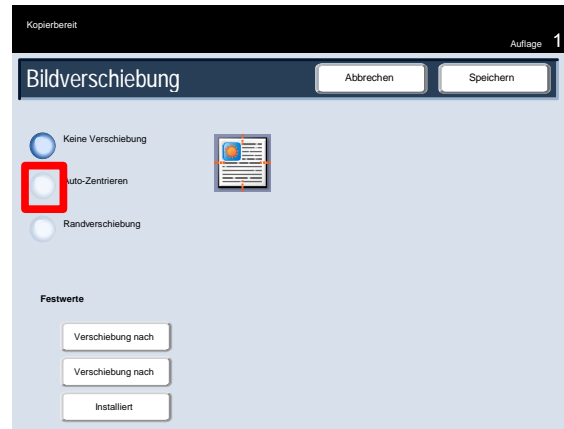 Kopierbereit
Auflage 1
Bildverschiebung
Abbrechen
Speichern
Keine Verschiebung
Auto-Zentrieren
Randverschiebung
Festwerte
Verschiebung nach
Verschiebung nach
Installiert